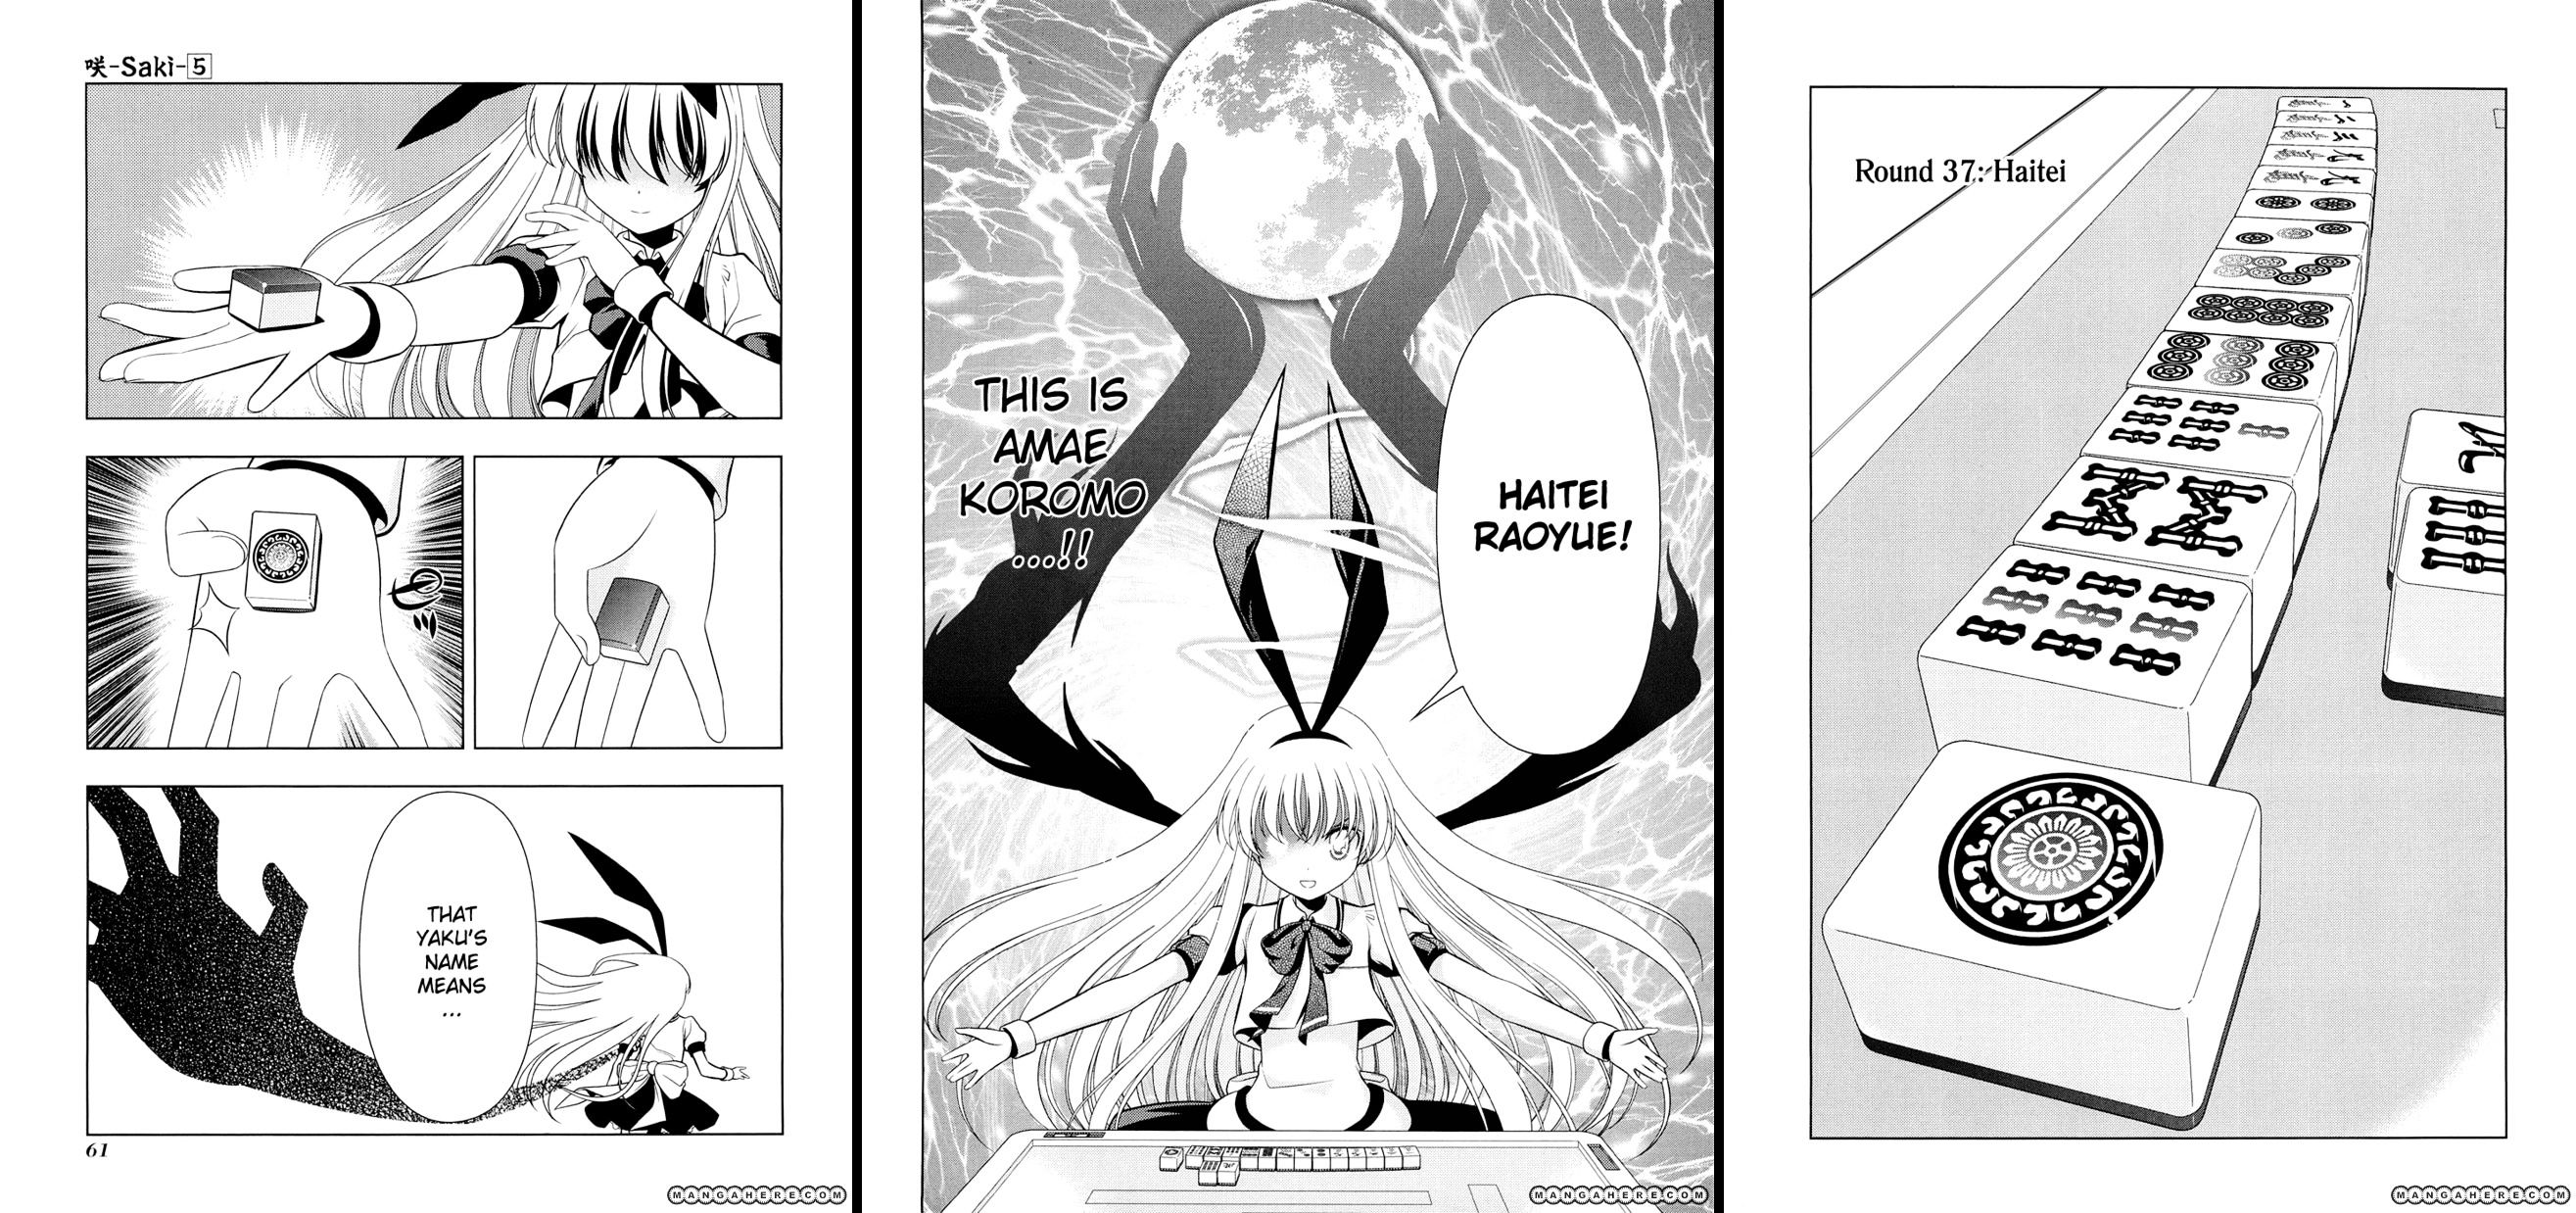 咲-Saki-5
THAT
YAKU'S
NAME
MEANS
...
61
MANGAHERE.COM
THIS IS
AMAE
KOROMO
...!!
HAITEI
RAOYUE!
MANGAHERE.COM
Round 37: Haitei
MANGAHERE.COM